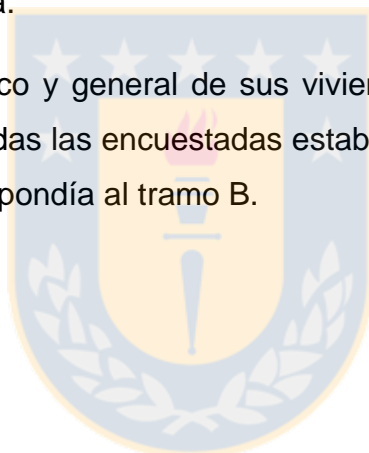 a.
co y general de sus vivien
das las encuestadas estab
pondía al tramo B.